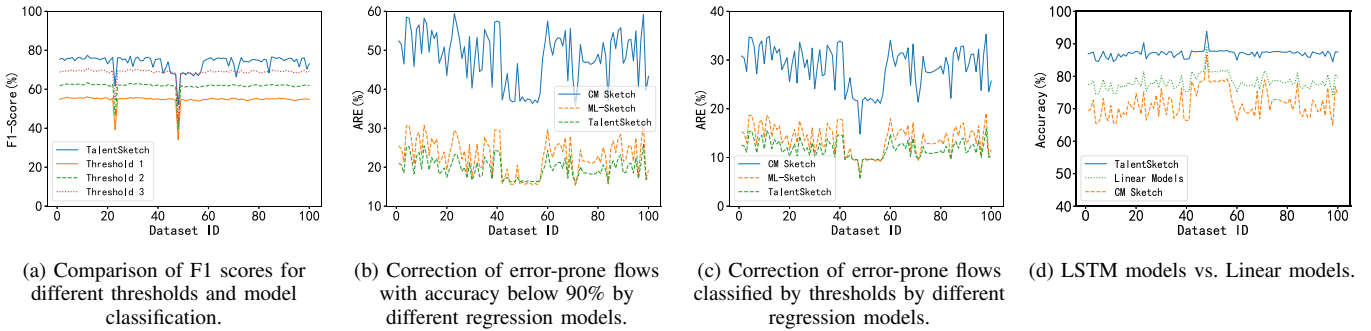 100
80
60
40
20
0
F1-Score(%)
TalentSketch
Threshold 1
Threshold 2
Threshold 3
0 20 40 60 80 100
Dataset ID
(a) Comparison of F1 scores for
different thresholds and model
classification.
60
50
40
30
20
10
ARE(%)
CM Sketch
ML-Sketch
TalentSketch
0 20 40 60 80 100
Dataset ID
(b) Correction of error-prone flows
with accuracy below 90% by
different regression models.
40
30
20
10
0
ARE(%)
CM Sketch
ML-Sketch
TalentSketch
0 20 40 60 80 100
Dataset ID
(c) Correction of error-prone flows
classified by thresholds by different
regression models.
100
90
80
70
60
50
40
Accuracy(%)
TalentSketch
Linear Models
CM Sketch
0 20 40 60 80 100
Dataset ID
(d) LSTM models vs. Linear models.